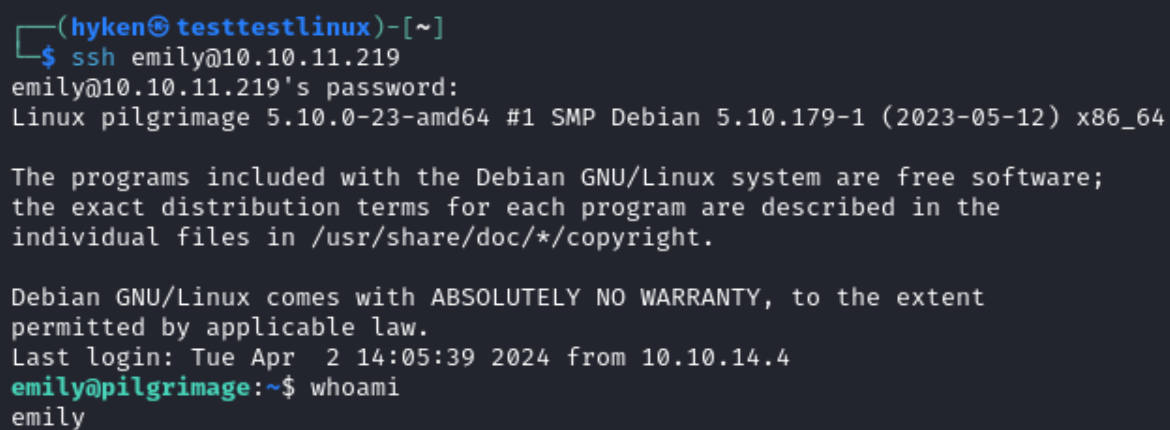 ┌──(hyken㉿testtestlinux)-[~]
└─$ ssh emily@10.10.11.219
emily@10.10.11.219's password:
Linux pilgrimage 5.10.0-23-amd64 #1 SMP Debian 5.10.179-1 (2023-05-12) x86_64
The programs included with the Debian GNU/Linux system are free software;
the exact distribution terms for each program are described in the
individual files in /usr/share/doc/*/copyright.
Debian GNU/Linux comes with ABSOLUTELY NO WARRANTY, to the extent
permitted by applicable law.
Last login: Tue Apr  2 14:05:39 2024 from 10.10.14.4
emily@pilgrimage:~$ whoami
emily